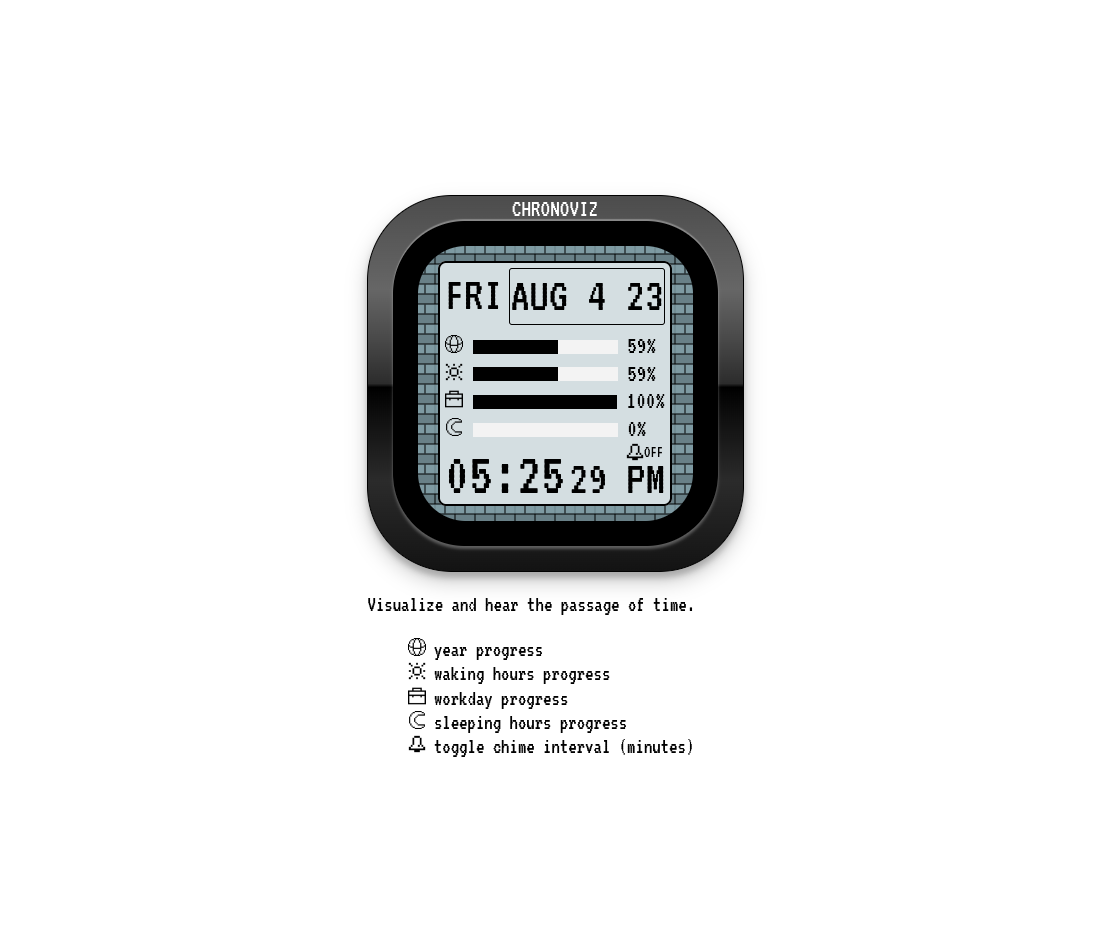 CHRONOVIZ
FRI AUG 4 23
59%
59%
100%
0%
OFF
05:25 29 PM
Visualize and hear the passage of time.
year progress
waking hours progress
workday progress
sleeping hours progress
toggle chime interval (minutes)